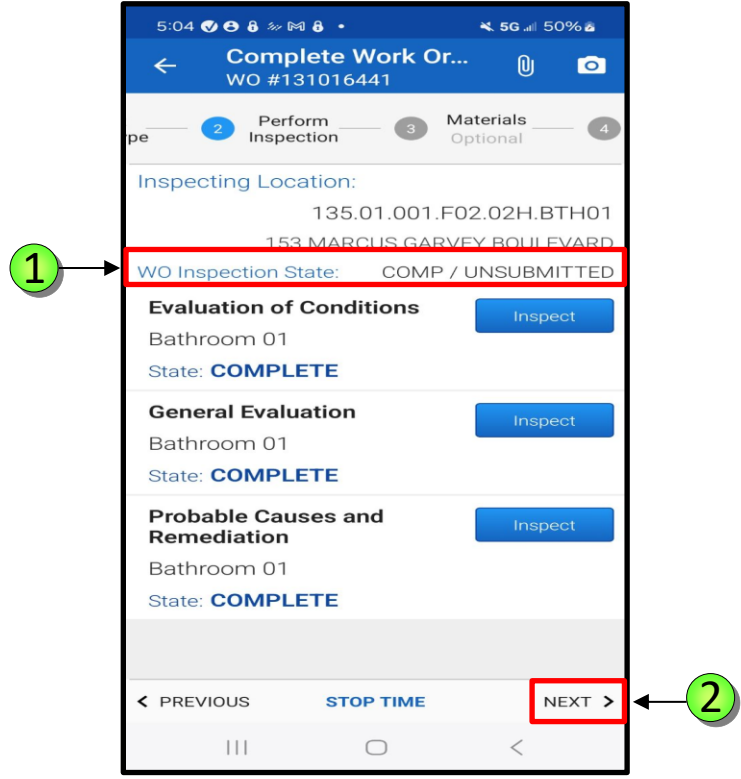 5:04
5G 50%
Complete Work Or...
WO #131016441
ype
2
Perform
Inspection
3
Materials
Optional
4
Inspecting Location:
135.01.001.F02.02H.BTH01
153 MARCUS GARVEY BOULEVARD
1
WO Inspection State: COMP / UNSUBMITTED
Evaluation of Conditions
Inspect
Bathroom 01
State: COMPLETE
General Evaluation
Inspect
Bathroom 01
State: COMPLETE
Probable Causes and
Remediation
Inspect
Bathroom 01
State: COMPLETE
PREVIOUS STOP TIME NEXT
2